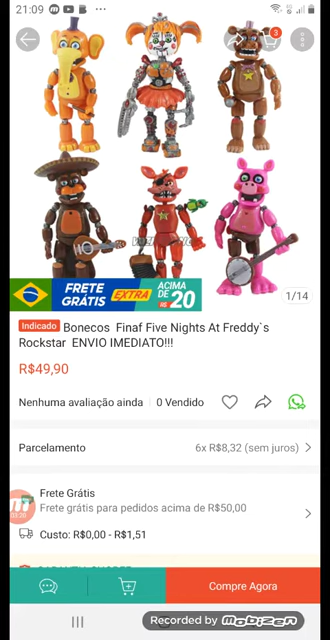 21:09
3
FRETE GRÁTIS EXTRA ACIMA DE R$20
1/14
Indicado Bonecos Finaf Five Nights At Freddy`s
Rockstar ENVIO IMEDIATO!!!
R$49,90
Nenhuma avaliação ainda 0 Vendido
Parcelamento 6x R$8,32 (sem juros)
Frete Grátis
Frete grátis para pedidos acima de R$50,00
Custo: R$0,00 - R$1,51
Compre Agora
Recorded by Mobizen